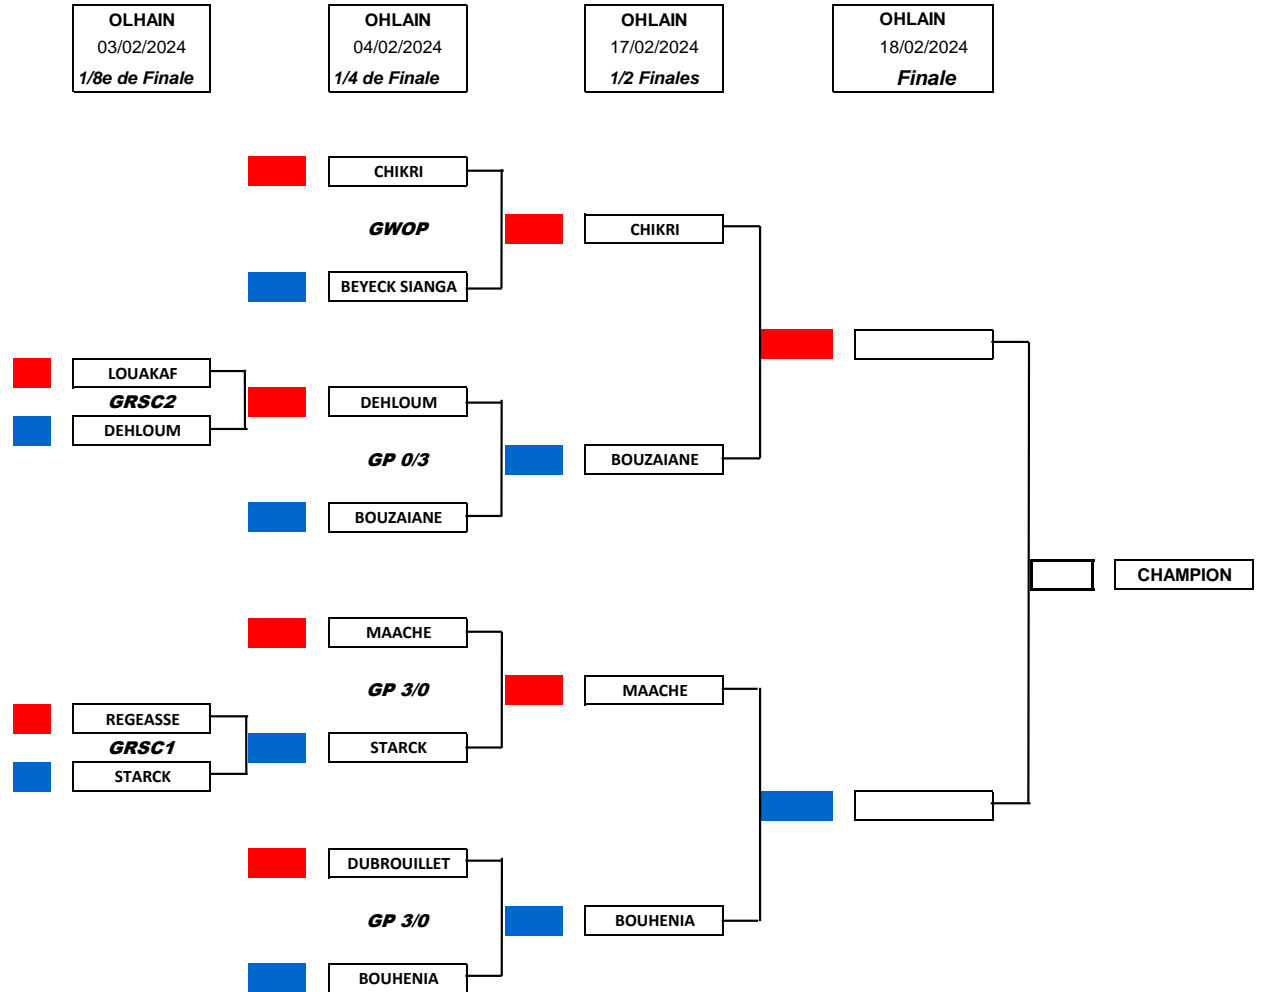 OLHAIN
03/02/2024
1/8e de Finale
OHLAIN
04/02/2024
1/4 de Finale
OHLAIN
17/02/2024
1/2 Finales
OHLAIN
18/02/2024
Finale
LOUAKAF
GRSC2
DEHLOUM
REGEASSE
GRSC1
STARCK
CHIKRI
GWOP
BEYECK SIANGA
DEHLOUM
GP 0/3
BOUZAIANE
MAACHE
GP 3/0
STARCK
DUBROUILLET
GP 3/0
BOUHENIA
CHIKRI
BOUZAIANE
MAACHE
BOUHENIA
CHAMPION